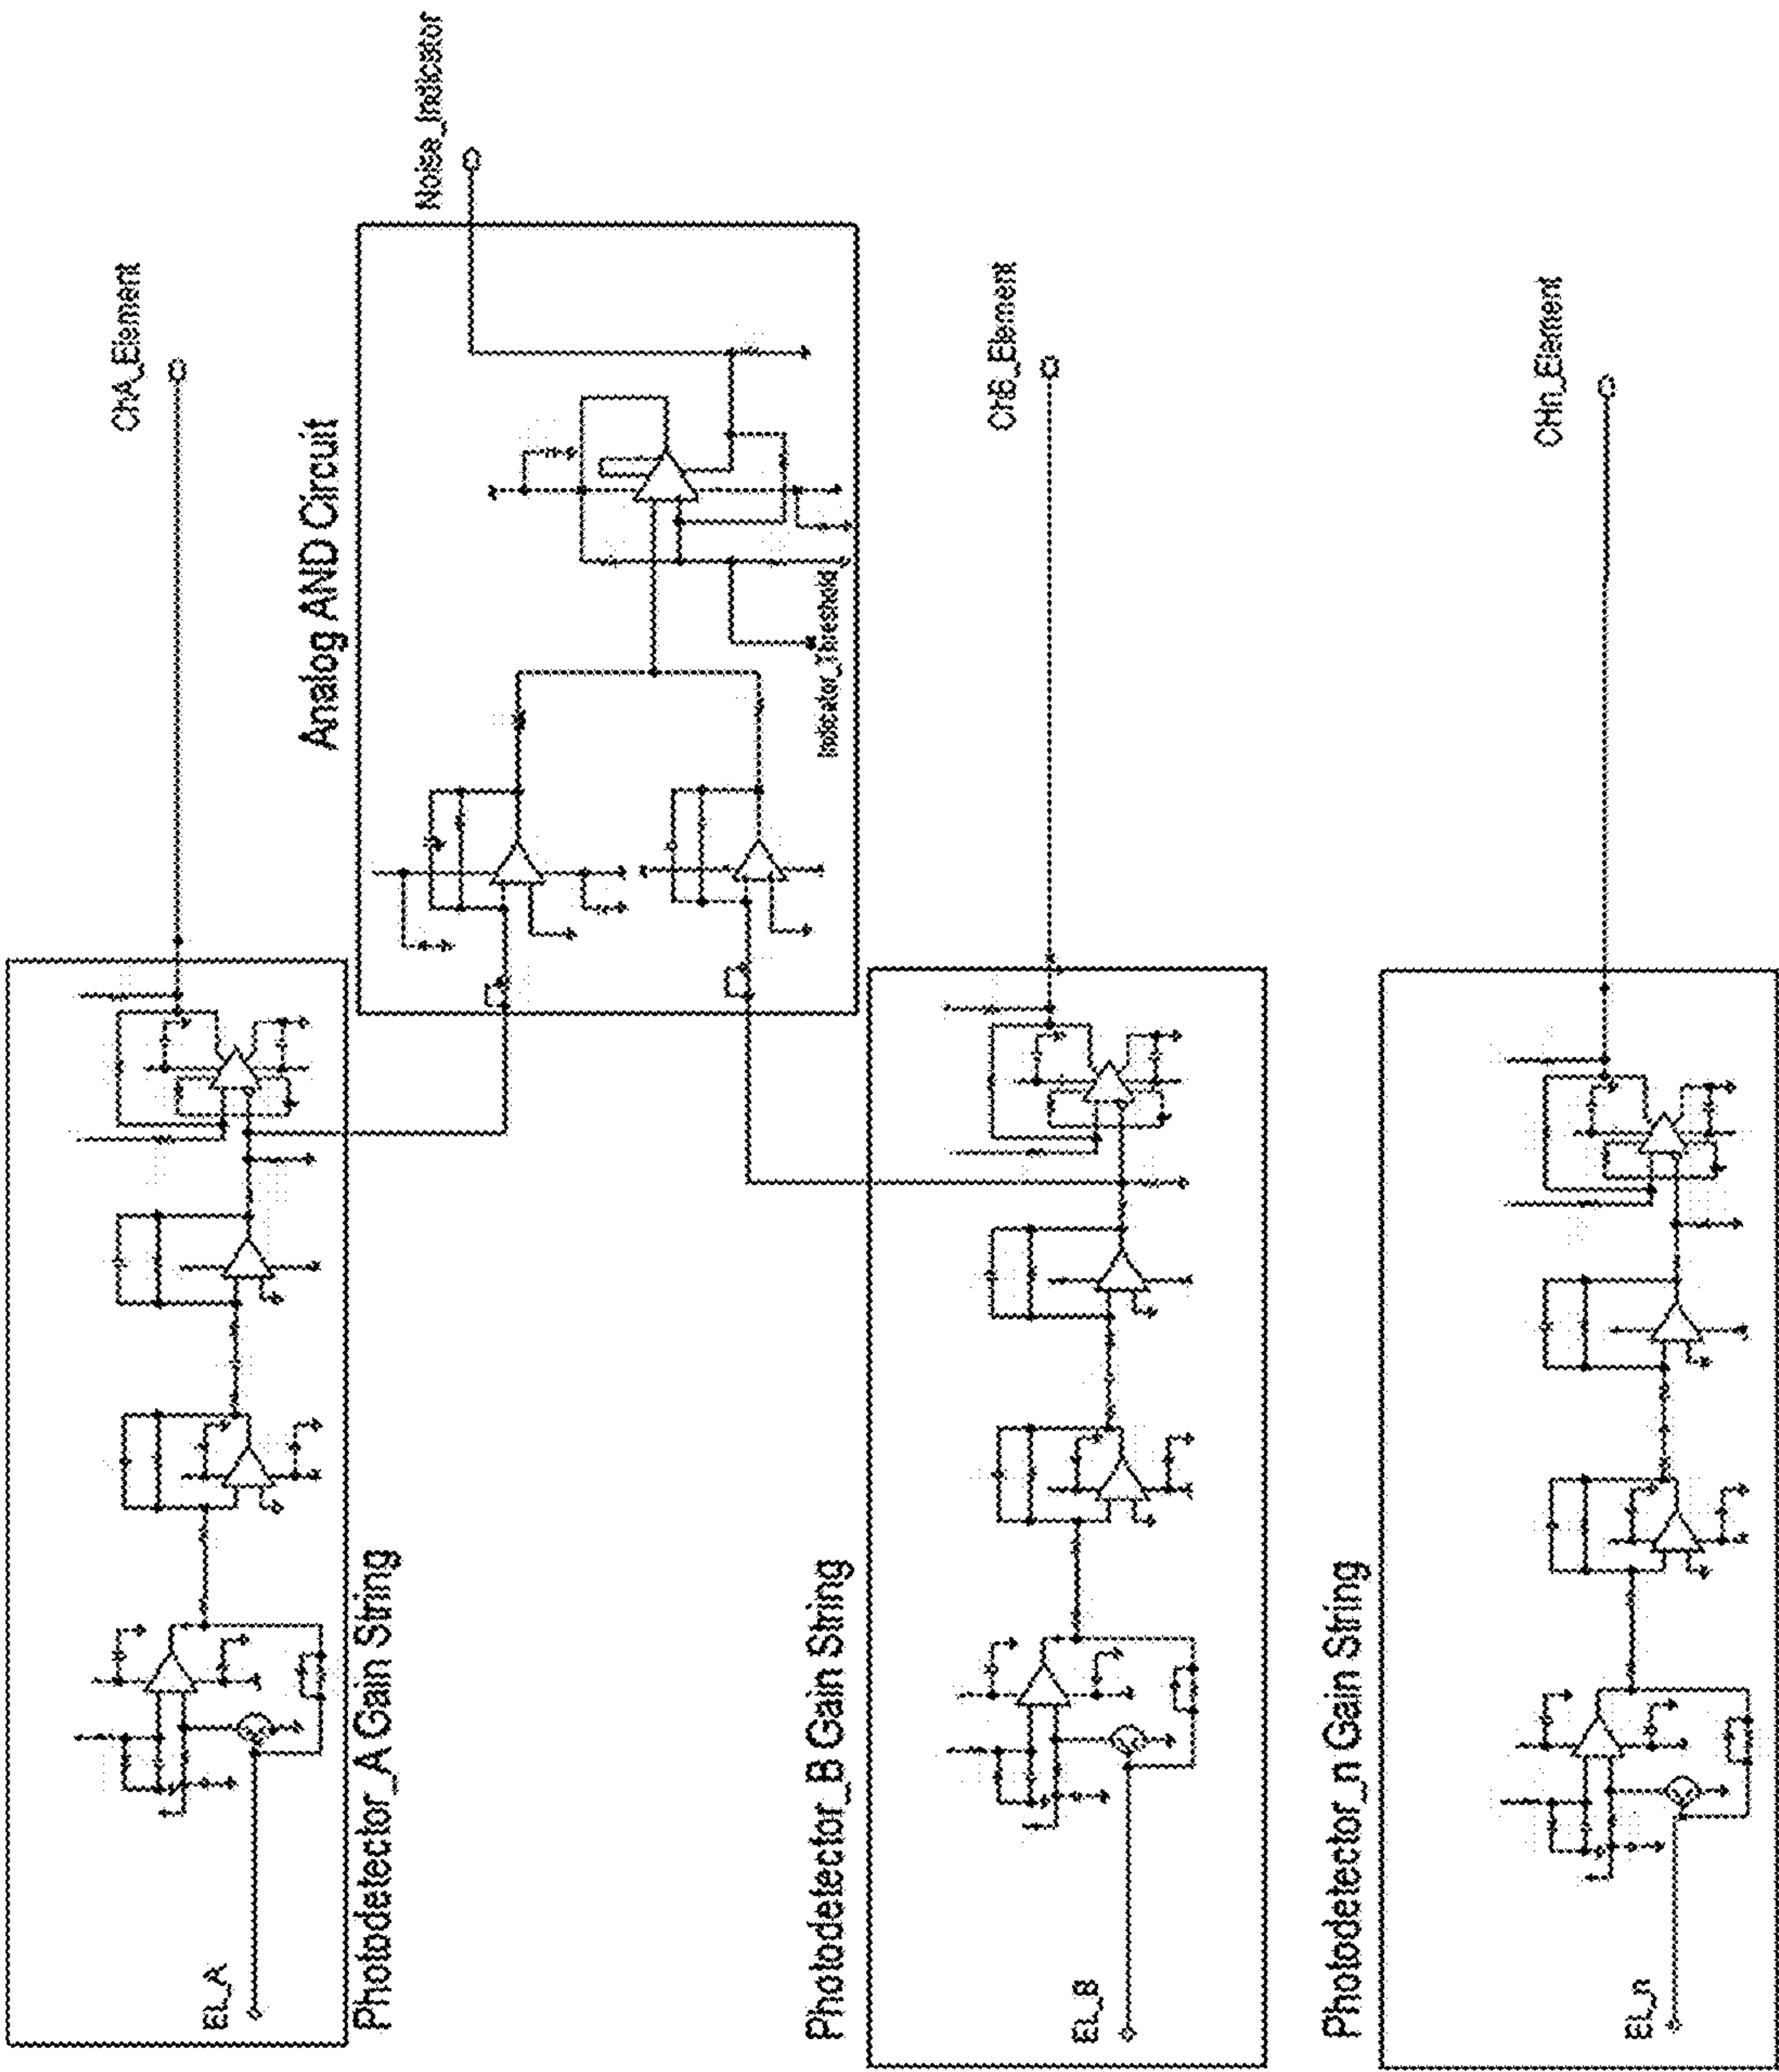 Noise_Indicator
ChA_Element
Analog AND Circuit
Indicator_Threshold
ChB_Element
CHn_Element
Photodetector_A Gain String
EL_A
Photodetector_B Gain String
EL_B
Photodetector_n Gain String
EL_n